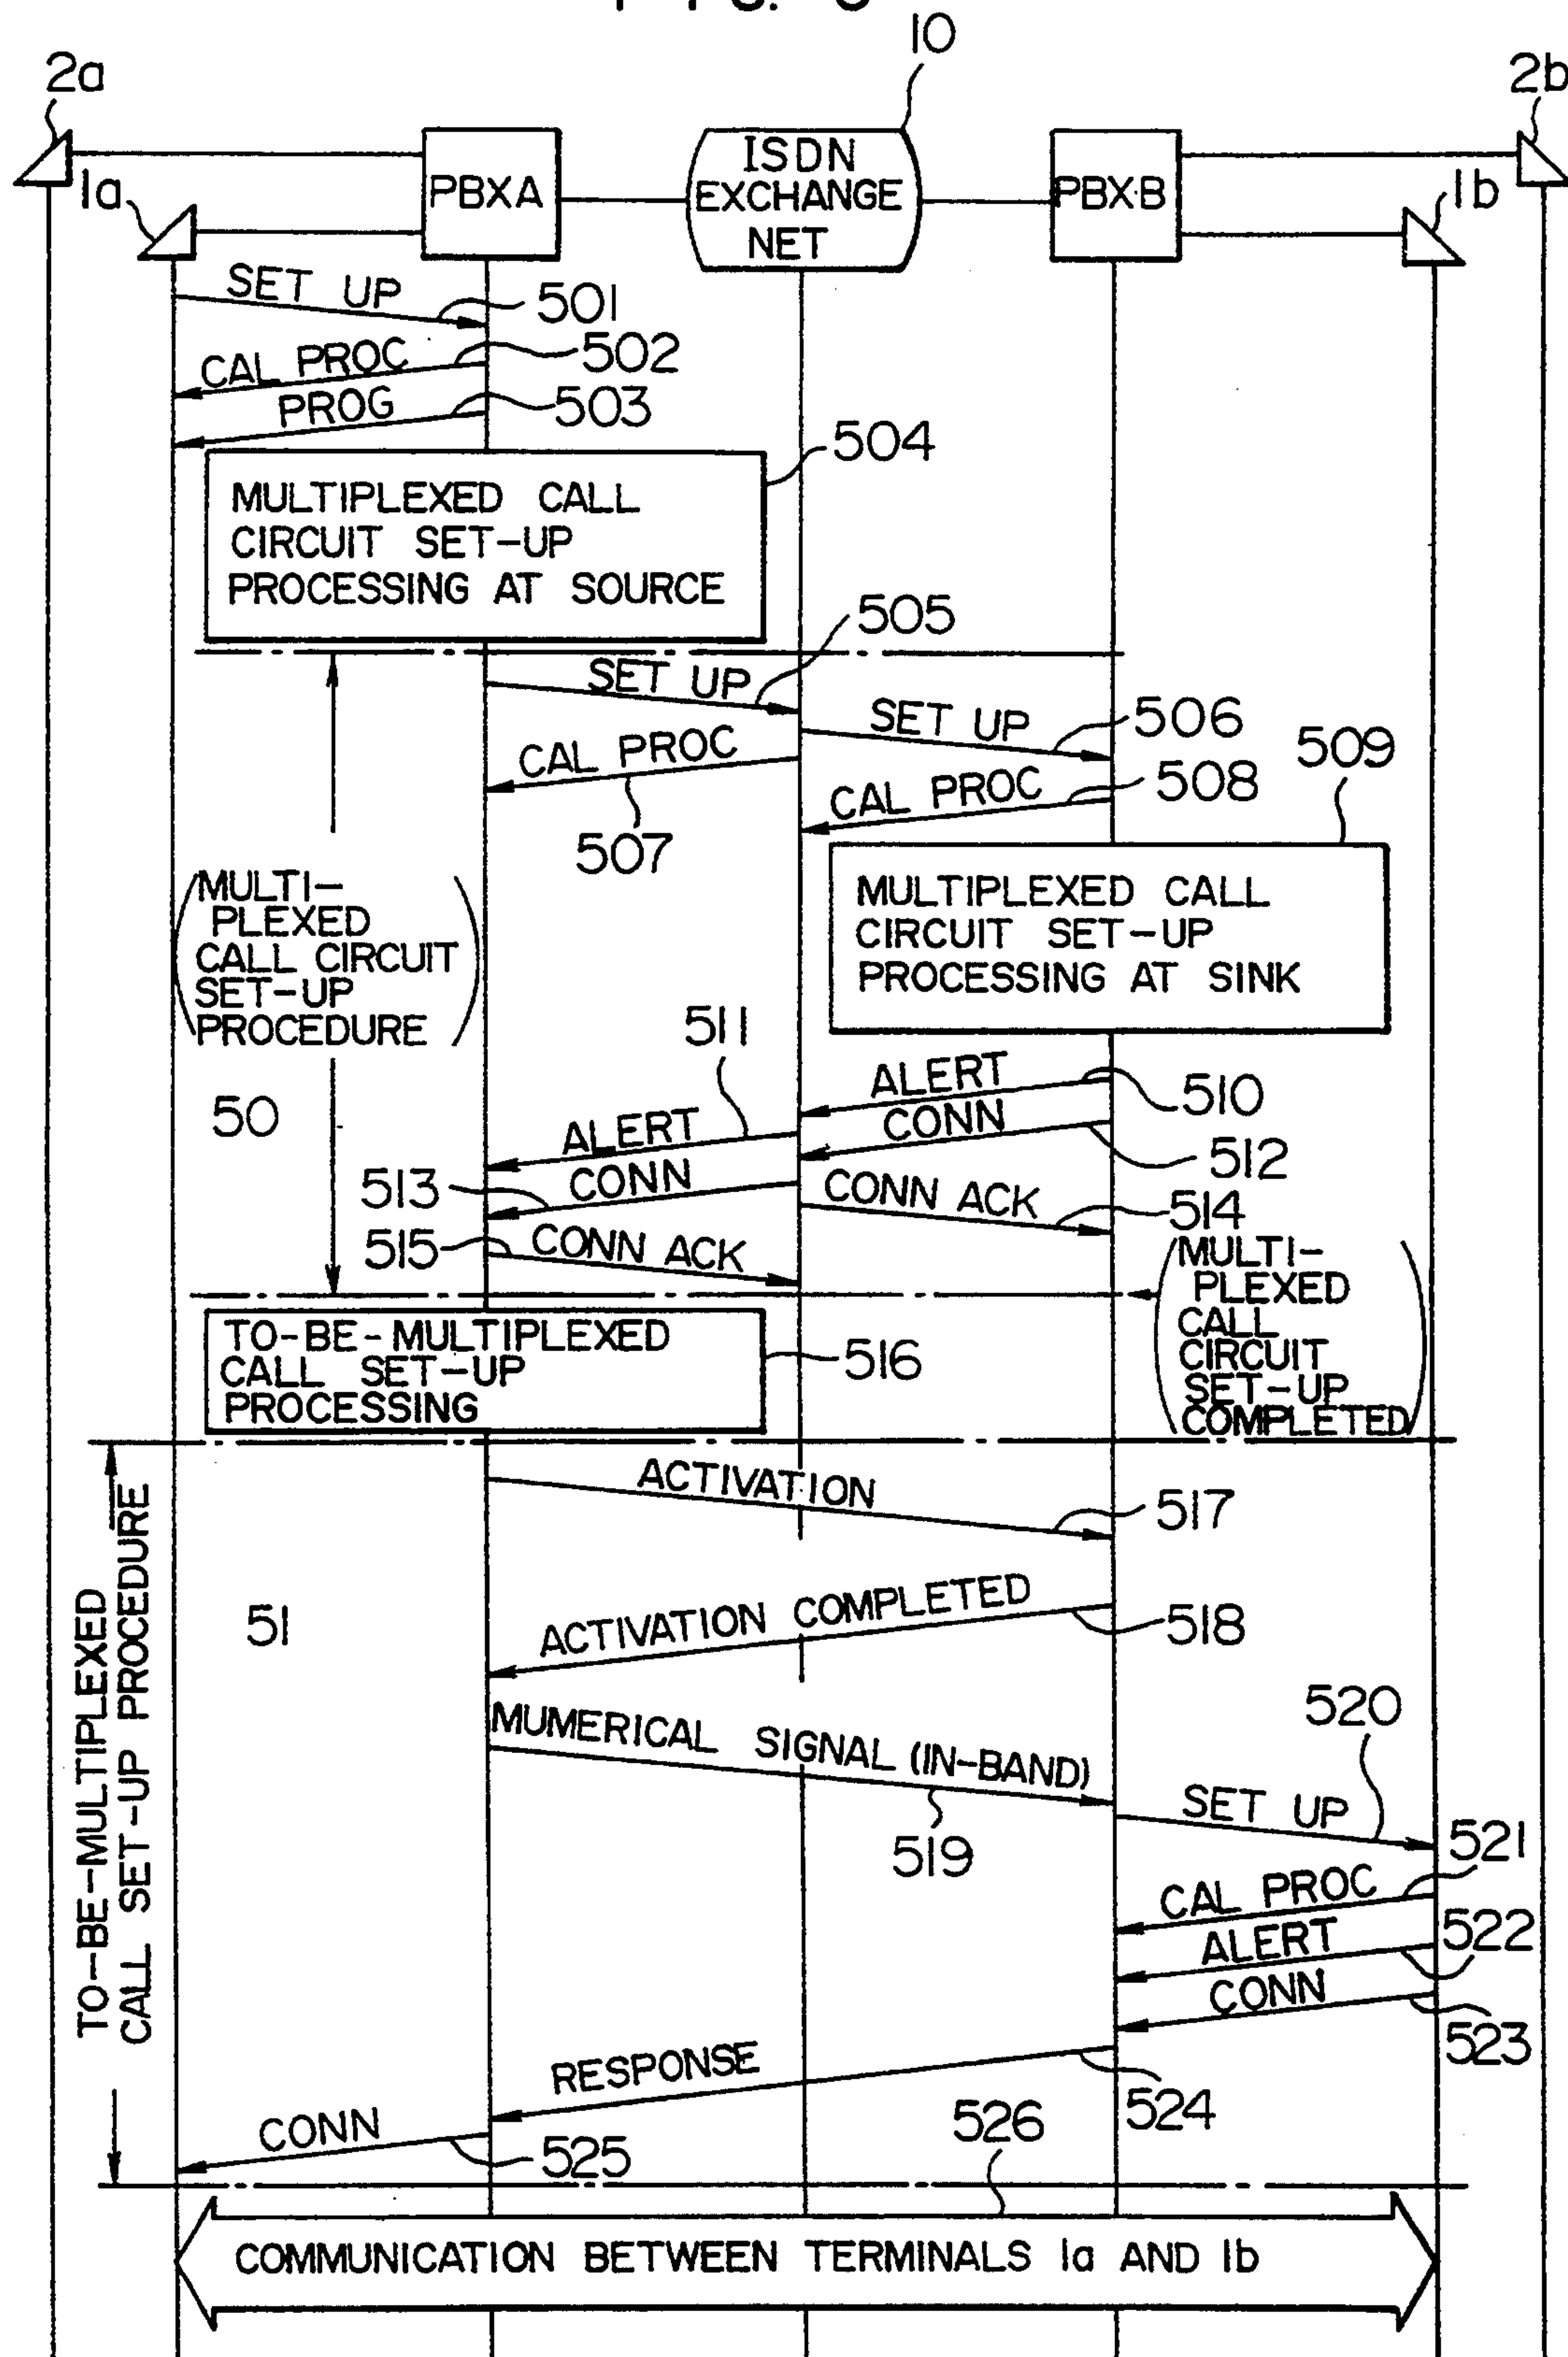 10
2a
2b
PBXA
ISDN
EXCHANGE
NET
PBX·B
1a
1b
SET UP
501
CAL PROC
502
PROG
503
504
MULTIPLEXED CALL
CIRCUIT SET-UP
PROCESSING AT SOURCE
505
SET UP
SET UP
506
CAL PROC
507
CAL PROC
508
509
MULTIPLEXED CALL
CIRCUIT SET-UP
PROCESSING AT SINK
(MULTI-
PLEXED
CALL CIRCUIT
SET-UP
PROCEDURE)
50
511
ALERT
510
ALERT
CONN
512
513
CONN
CONN ACK
514
515
CONN ACK
(MULTI-
PLEXED
CALL
CIRCUIT
SET-UP
COMPLETED)
TO-BE-MULTIPLEXED
CALL SET-UP
PROCESSING
516
TO-BE-MULTIPLEXED
CALL SET-UP PROCEDURE
51
ACTIVATION
517
ACTIVATION COMPLETED
518
MUMERICAL SIGNAL (IN-BAND)
519
520
SET UP
521
CAL PROC
522
ALERT
CONN
523
RESPONSE
524
CONN
525
526
COMMUNICATION BETWEEN TERMINALS 1a AND 1b